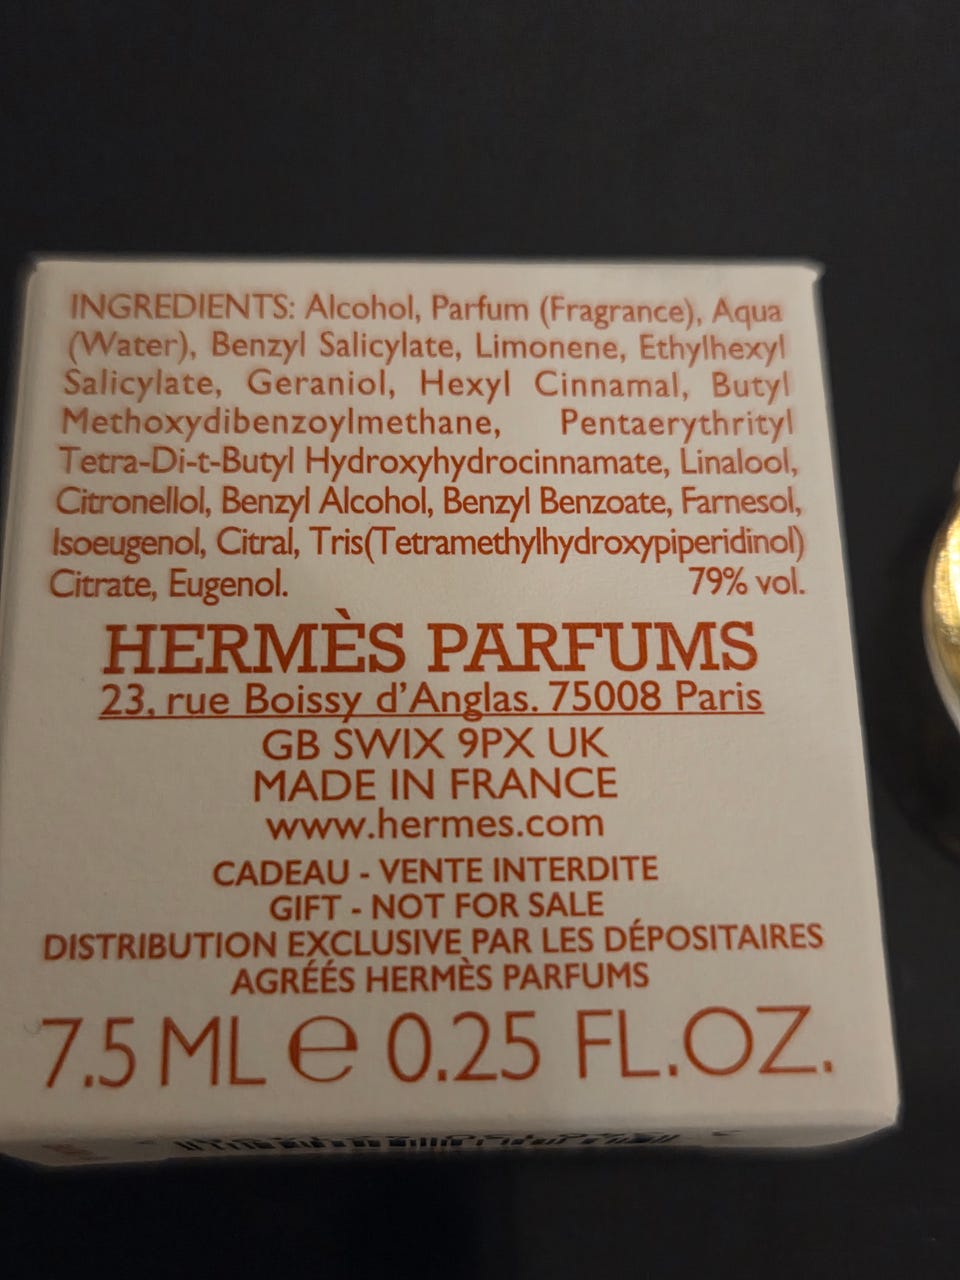 INGREDIENTS: Alcohol, Parfum (Fragrance), Aqua
(Water), Benzyl Salicylate, Limonene, Ethylhexyl
Salicylate, Geraniol, Hexyl Cinnamal, Butyl
Methoxydibenzoylmethane, Pentaerythrityl
Tetra-Di-t-Butyl Hydroxyhydrocinnamate, Linalool,
Citronellol, Benzyl Alcohol, Benzyl Benzoate, Farnesol,
Isoeugenol, Citral, Tris(Tetramethylhydroxypiperidinol)
Citrate, Eugenol. 79% vol.
HERMÈS PARFUMS
23, rue Boissy d'Anglas. 75008 Paris
GB SWIX 9PX UK
MADE IN FRANCE
www.hermes.com
CADEAU - VENTE INTERDITE
GIFT - NOT FOR SALE
DISTRIBUTION EXCLUSIVE PAR LES DÉPOSITAIRES
AGRÉÉS HERMÈS PARFUMS
7.5 ML e 0.25 FL.OZ.